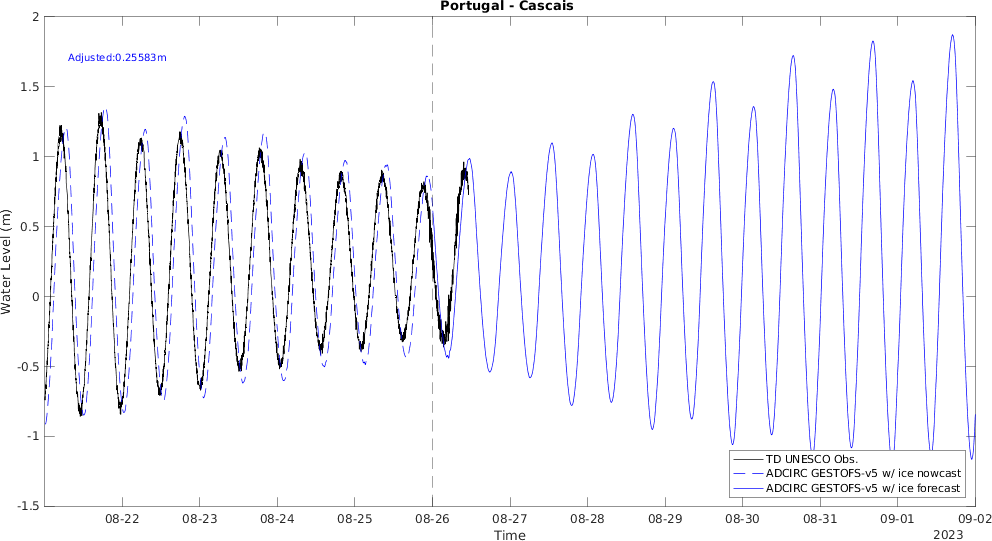 Portugal - Cascais
2
Adjusted:0.25583m
1.5
1
0.5
0
-0.5
-1
-1.5
Water Level (m)
TD UNESCO Obs.
ADCIRC GESTOFS-v5 w/ ice nowcast
ADCIRC GESTOFS-v5 w/ ice forecast
08-22 08-23 08-24 08-25 08-26 08-27 08-28 08-29 08-30 08-31 09-01 09-02
Time
2023